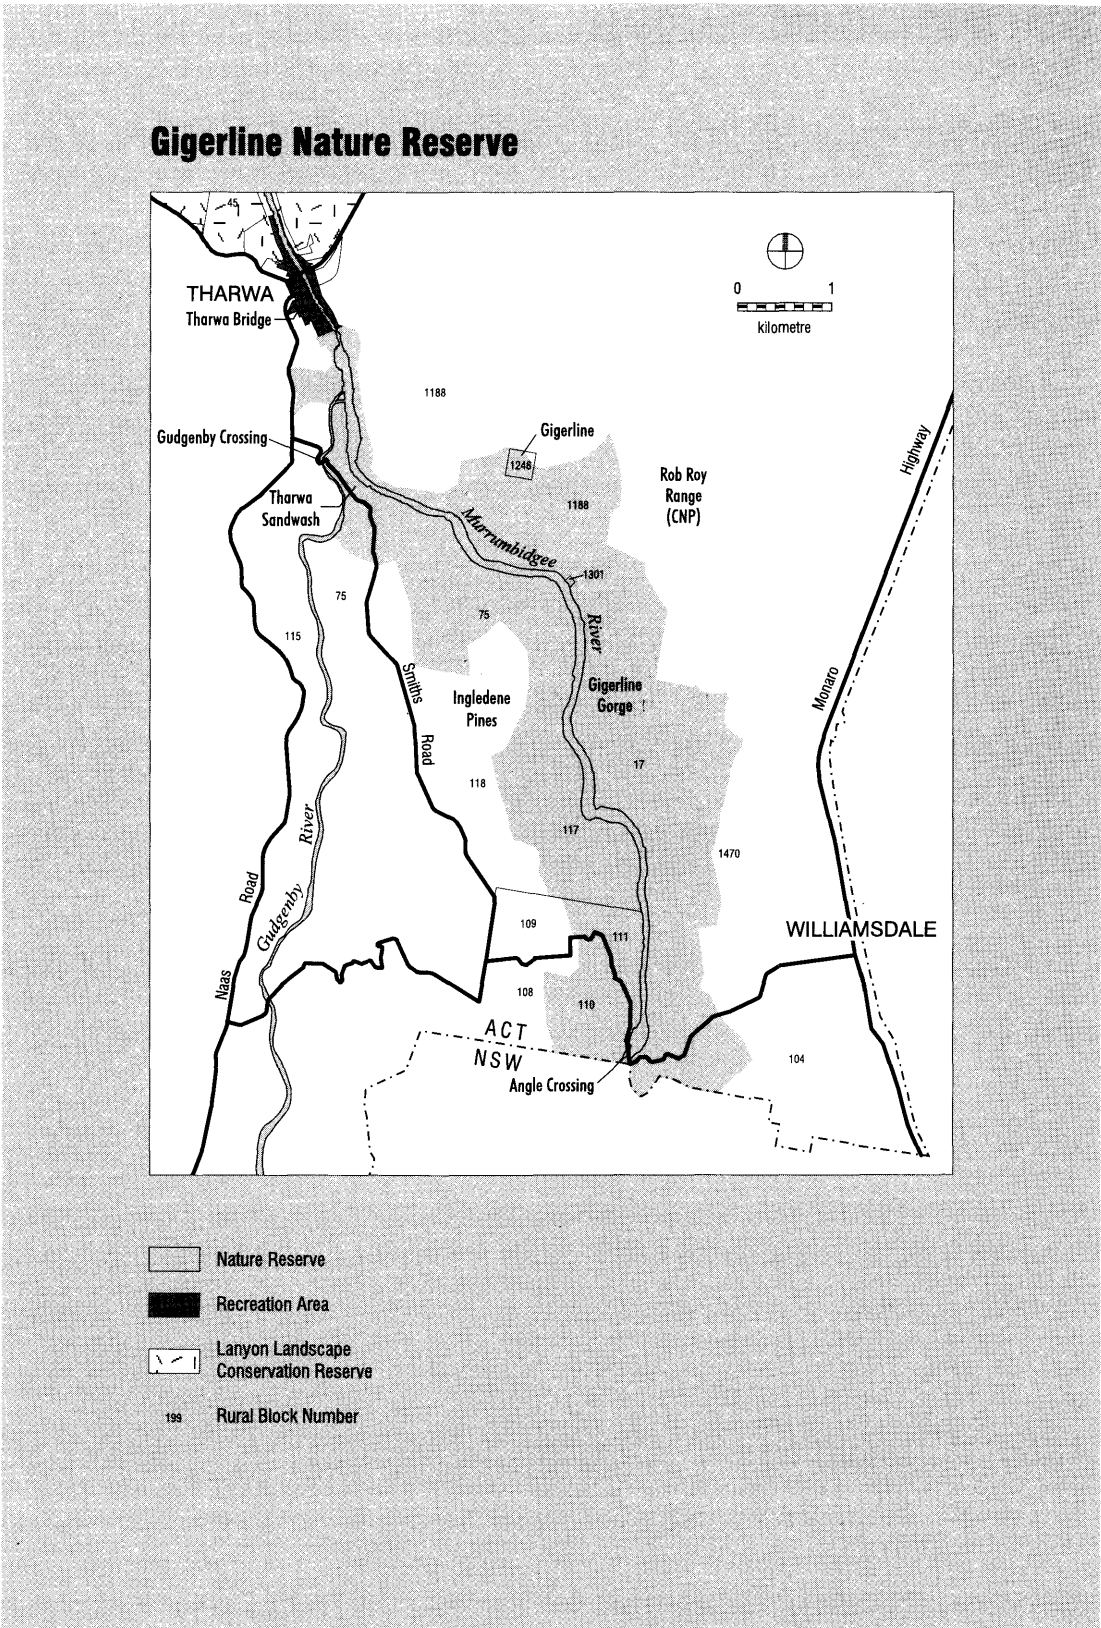 Gigerline Nature Reserve
45
THARWA
0 1
Tharwa Bridge
kilometre
1188
Gigerline
Gudgenby Crossing
Highway
1246
Rob Roy
Range
(CNP)
Tharwa
Sandwash
1188
Murrumbidgee
1301
75
75
River
115
Smiths
Gigerline
Gorge
Monaro
Ingledene
Pines
Road
17
118
River
117
1470
Road
Gudgenby
109
WILLIAMSDALE
111
Naas
108
110
ACT
NSW
104
Angle Crossing
Nature Reserve
Recreation Area
Lanyon Landscape
Conservation Reserve
199 Rural Block Number